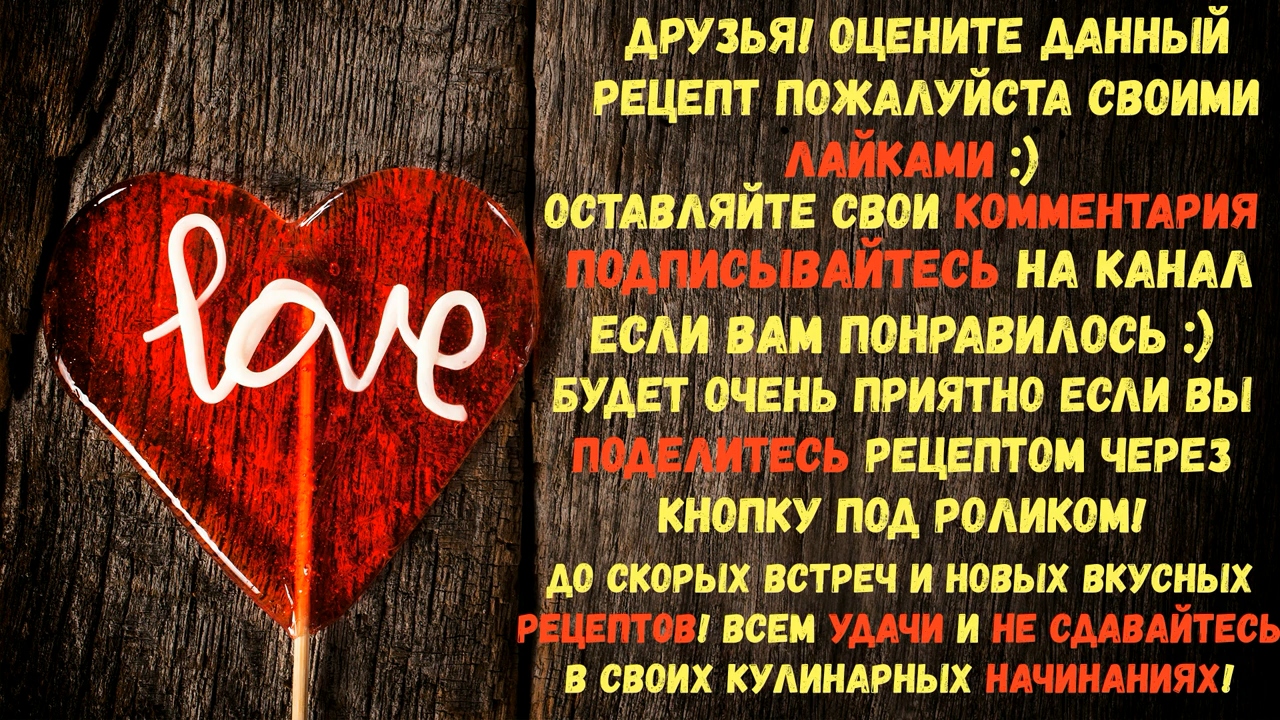 love
ДРУЗЬЯ! ОЦЕНИТЕ ДАННЫЙ
РЕЦЕПТ ПОЖАЛУЙСТА СВОИМИ
ЛАЙКАМИ :)
ОСТАВЛЯЙТЕ СВОИ КОММЕНТАРИЯ
ПОДПИСЫВАЙТЕСЬ НА КАНАЛ
ЕСЛИ ВАМ ПОНРАВИЛОСЬ :)
БУДЕТ ОЧЕНЬ ПРИЯТНО ЕСЛИ ВЫ
ПОДЕЛИТЕСЬ РЕЦЕПТОМ ЧЕРЕЗ
КНОПКУ ПОД РОЛИКОМ!
ДО СКОРЫХ ВСТРЕЧ И НОВЫХ ВКУСНЫХ
РЕЦЕПТОВ! ВСЕМ УДАЧИ И НЕ СДАВАЙТЕСЬ
В СВОИХ КУЛИНАРНЫХ НАЧИНАНИЯХ!